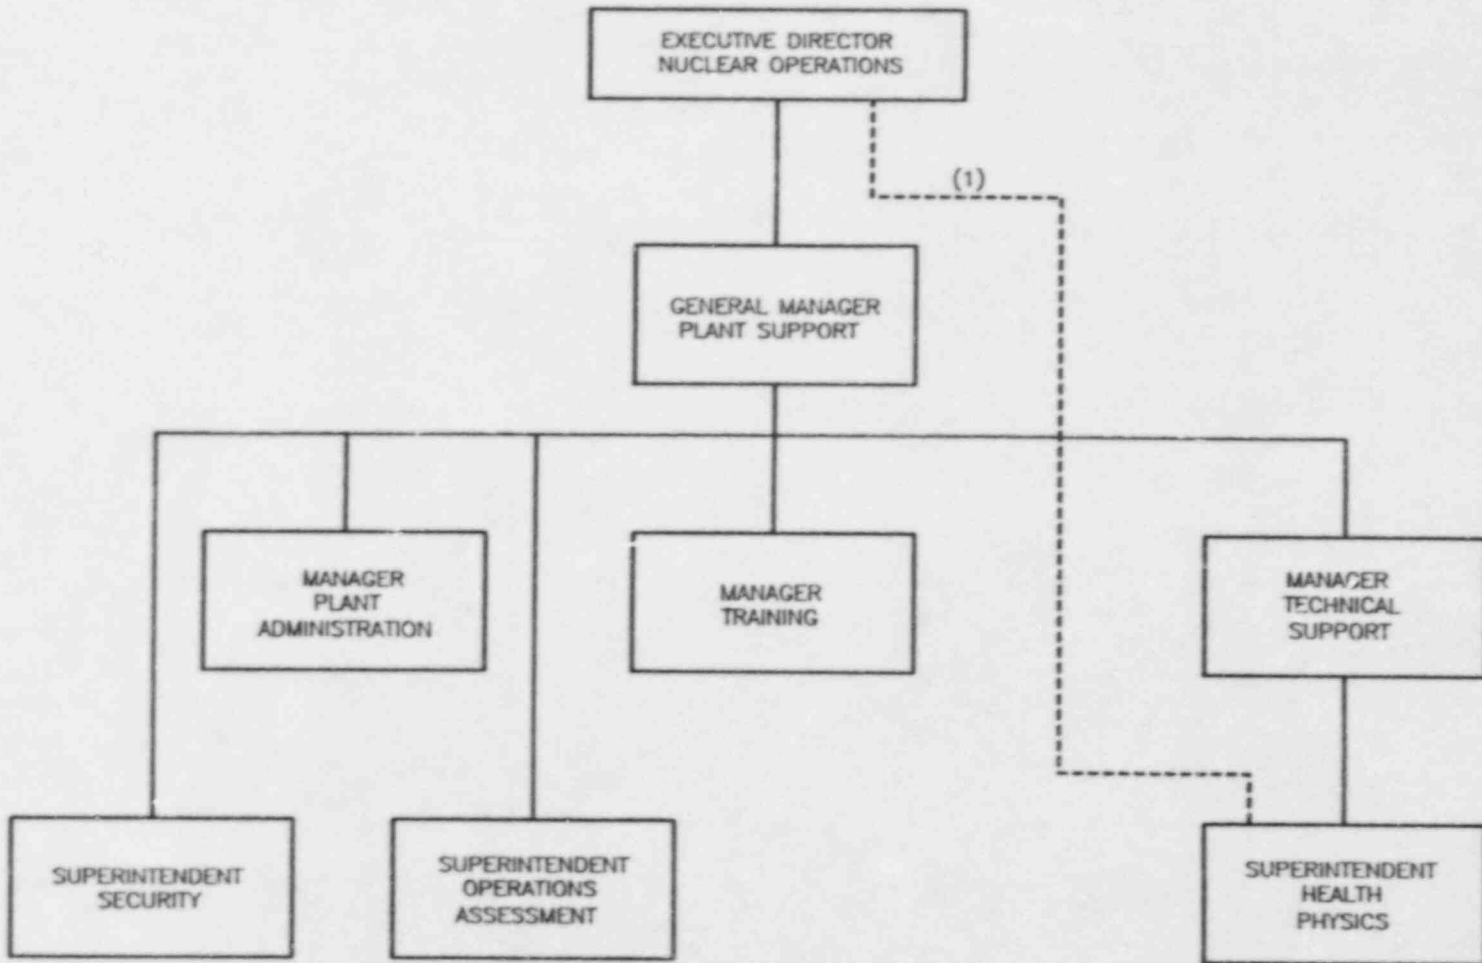 EXECUTIVE DIRECTOR
NUCLEAR OPERATIONS
(1)
GENERAL MANAGER
PLANT SUPPORT
MANAGER
PLANT
ADMINISTRATION
MANAGER
TRAINING
MANAGER
TECHNICAL
SUPPORT
SUPERINTENDENT
SECURITY
SUPERINTENDENT
OPERATIONS
ASSESSMENT
SUPERINTENDENT
HEALTH
PHYSICS